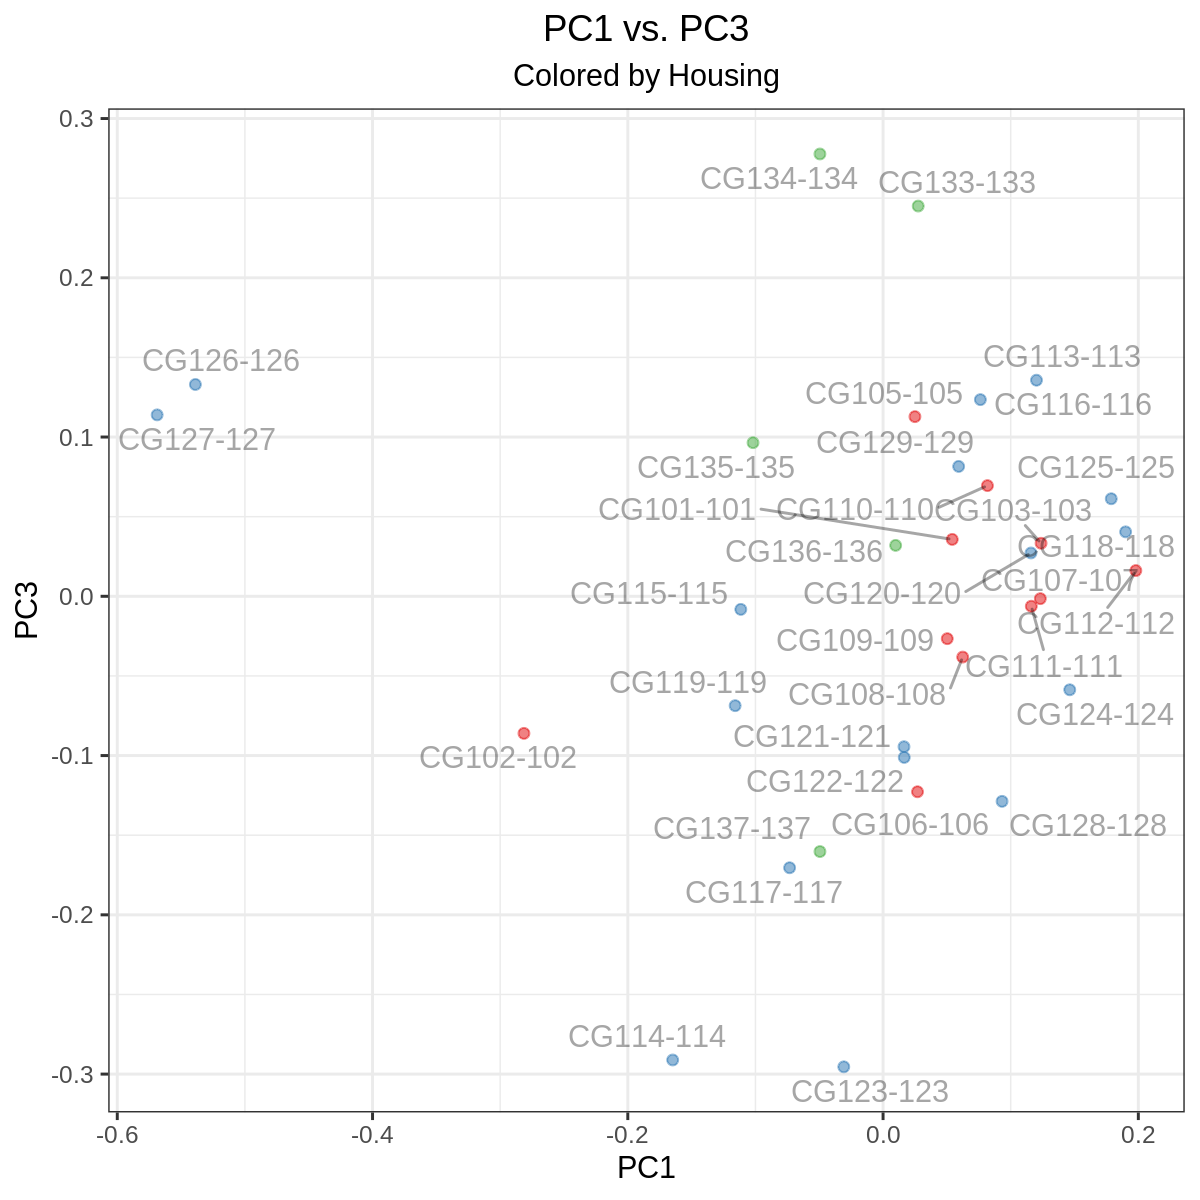 PC1 vs. PC3
Colored by Housing
0.3
CG134-134
CG133-133
0.2
CG126-126
CG113-113
CG105-105
CG116-116
0.1
CG127-127
CG129-129
CG135-135
CG125-125
CG101-101
CG110-110
CG103-103
CG136-136
CG118-118
CG107-107
CG115-115
CG120-120
0.0
PC3
CG112-112
CG109-109
CG111-111
CG119-119
CG108-108
CG124-124
CG121-121
-0.1
CG102-102
CG122-122
CG137-137
CG106-106
CG128-128
CG117-117
-0.2
CG114-114
-0.3
CG123-123
-0.6
-0.4
-0.2
0.0
0.2
PC1